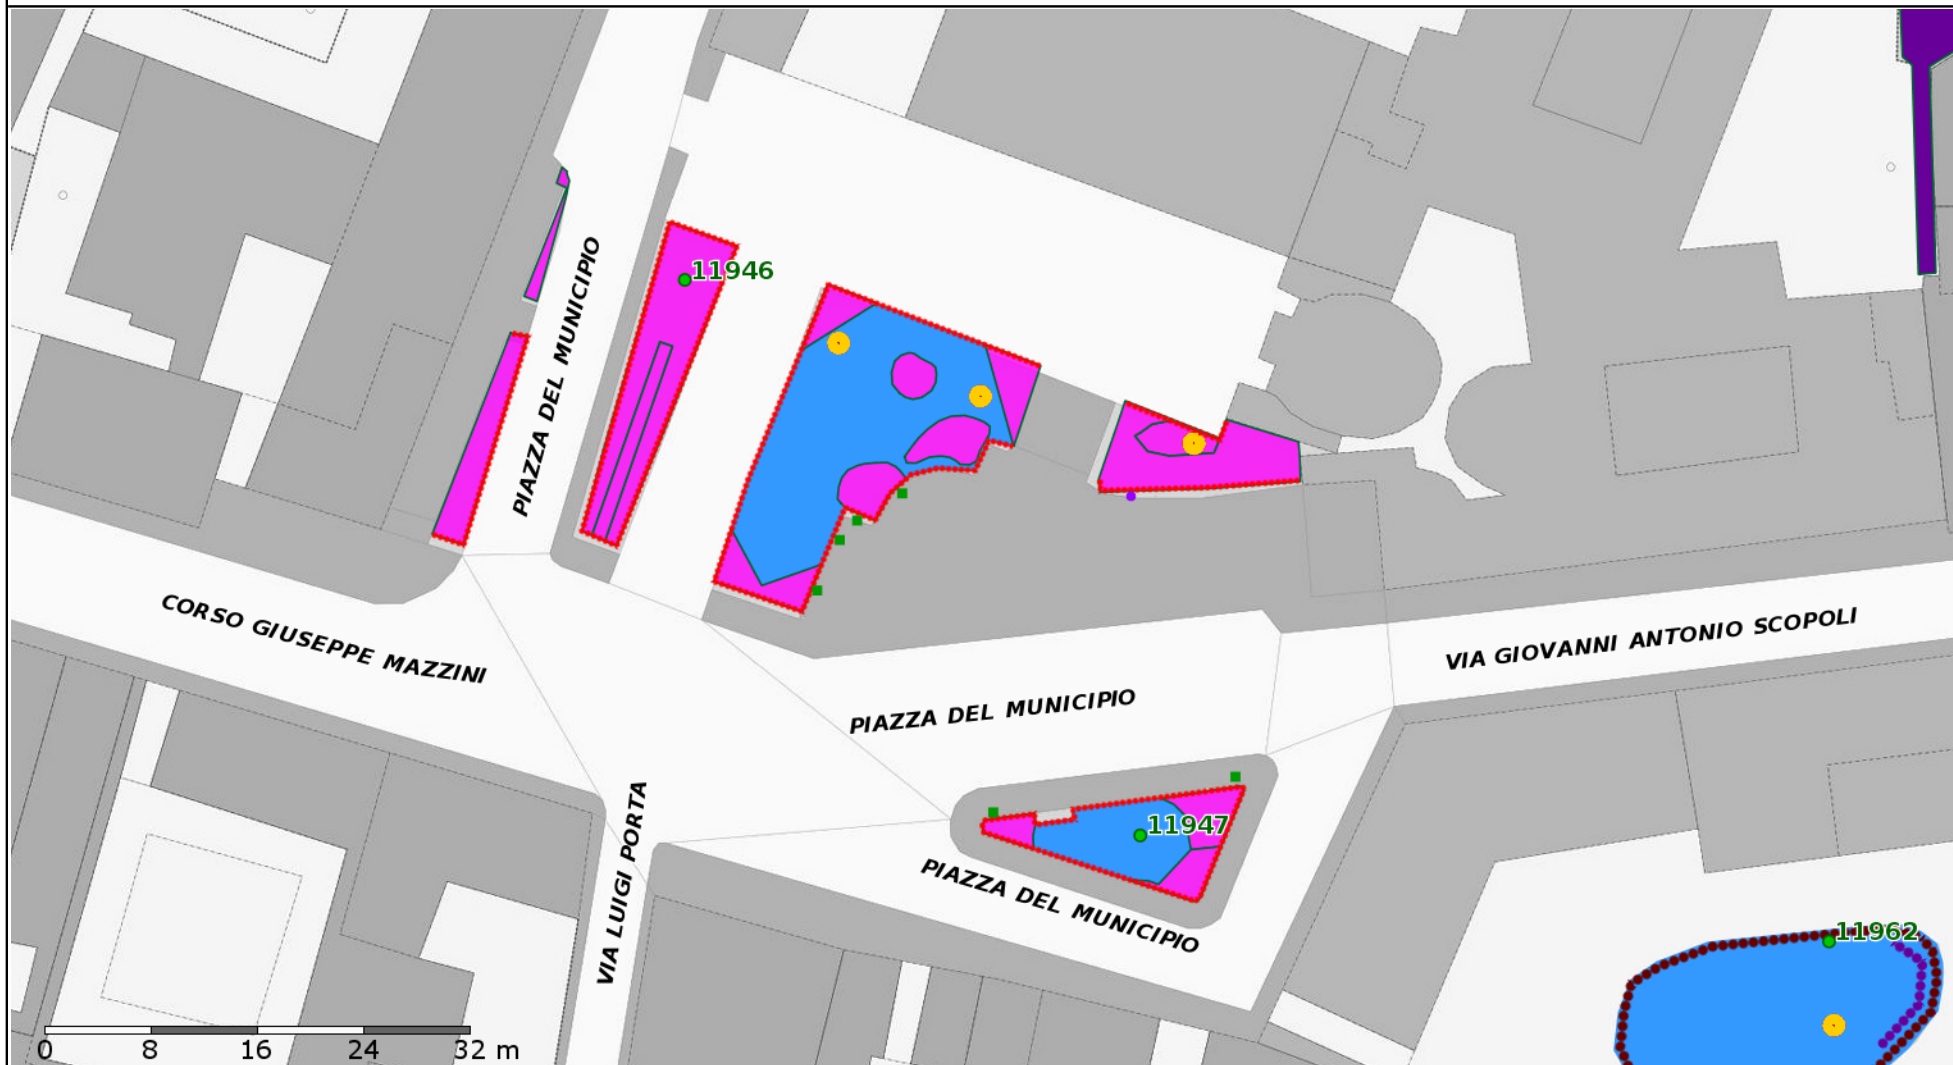 PIAZZA DEL MUNICIPIO
11946
CORSO GIUSEPPE MAZZINI
VIA GIOVANNI ANTONIO SCOPOLI
PIAZZA DEL MUNICIPIO
VIA LUIGI PORTA
11947
PIAZZA DEL MUNICIPIO
11962
0 8 16 24 32 m